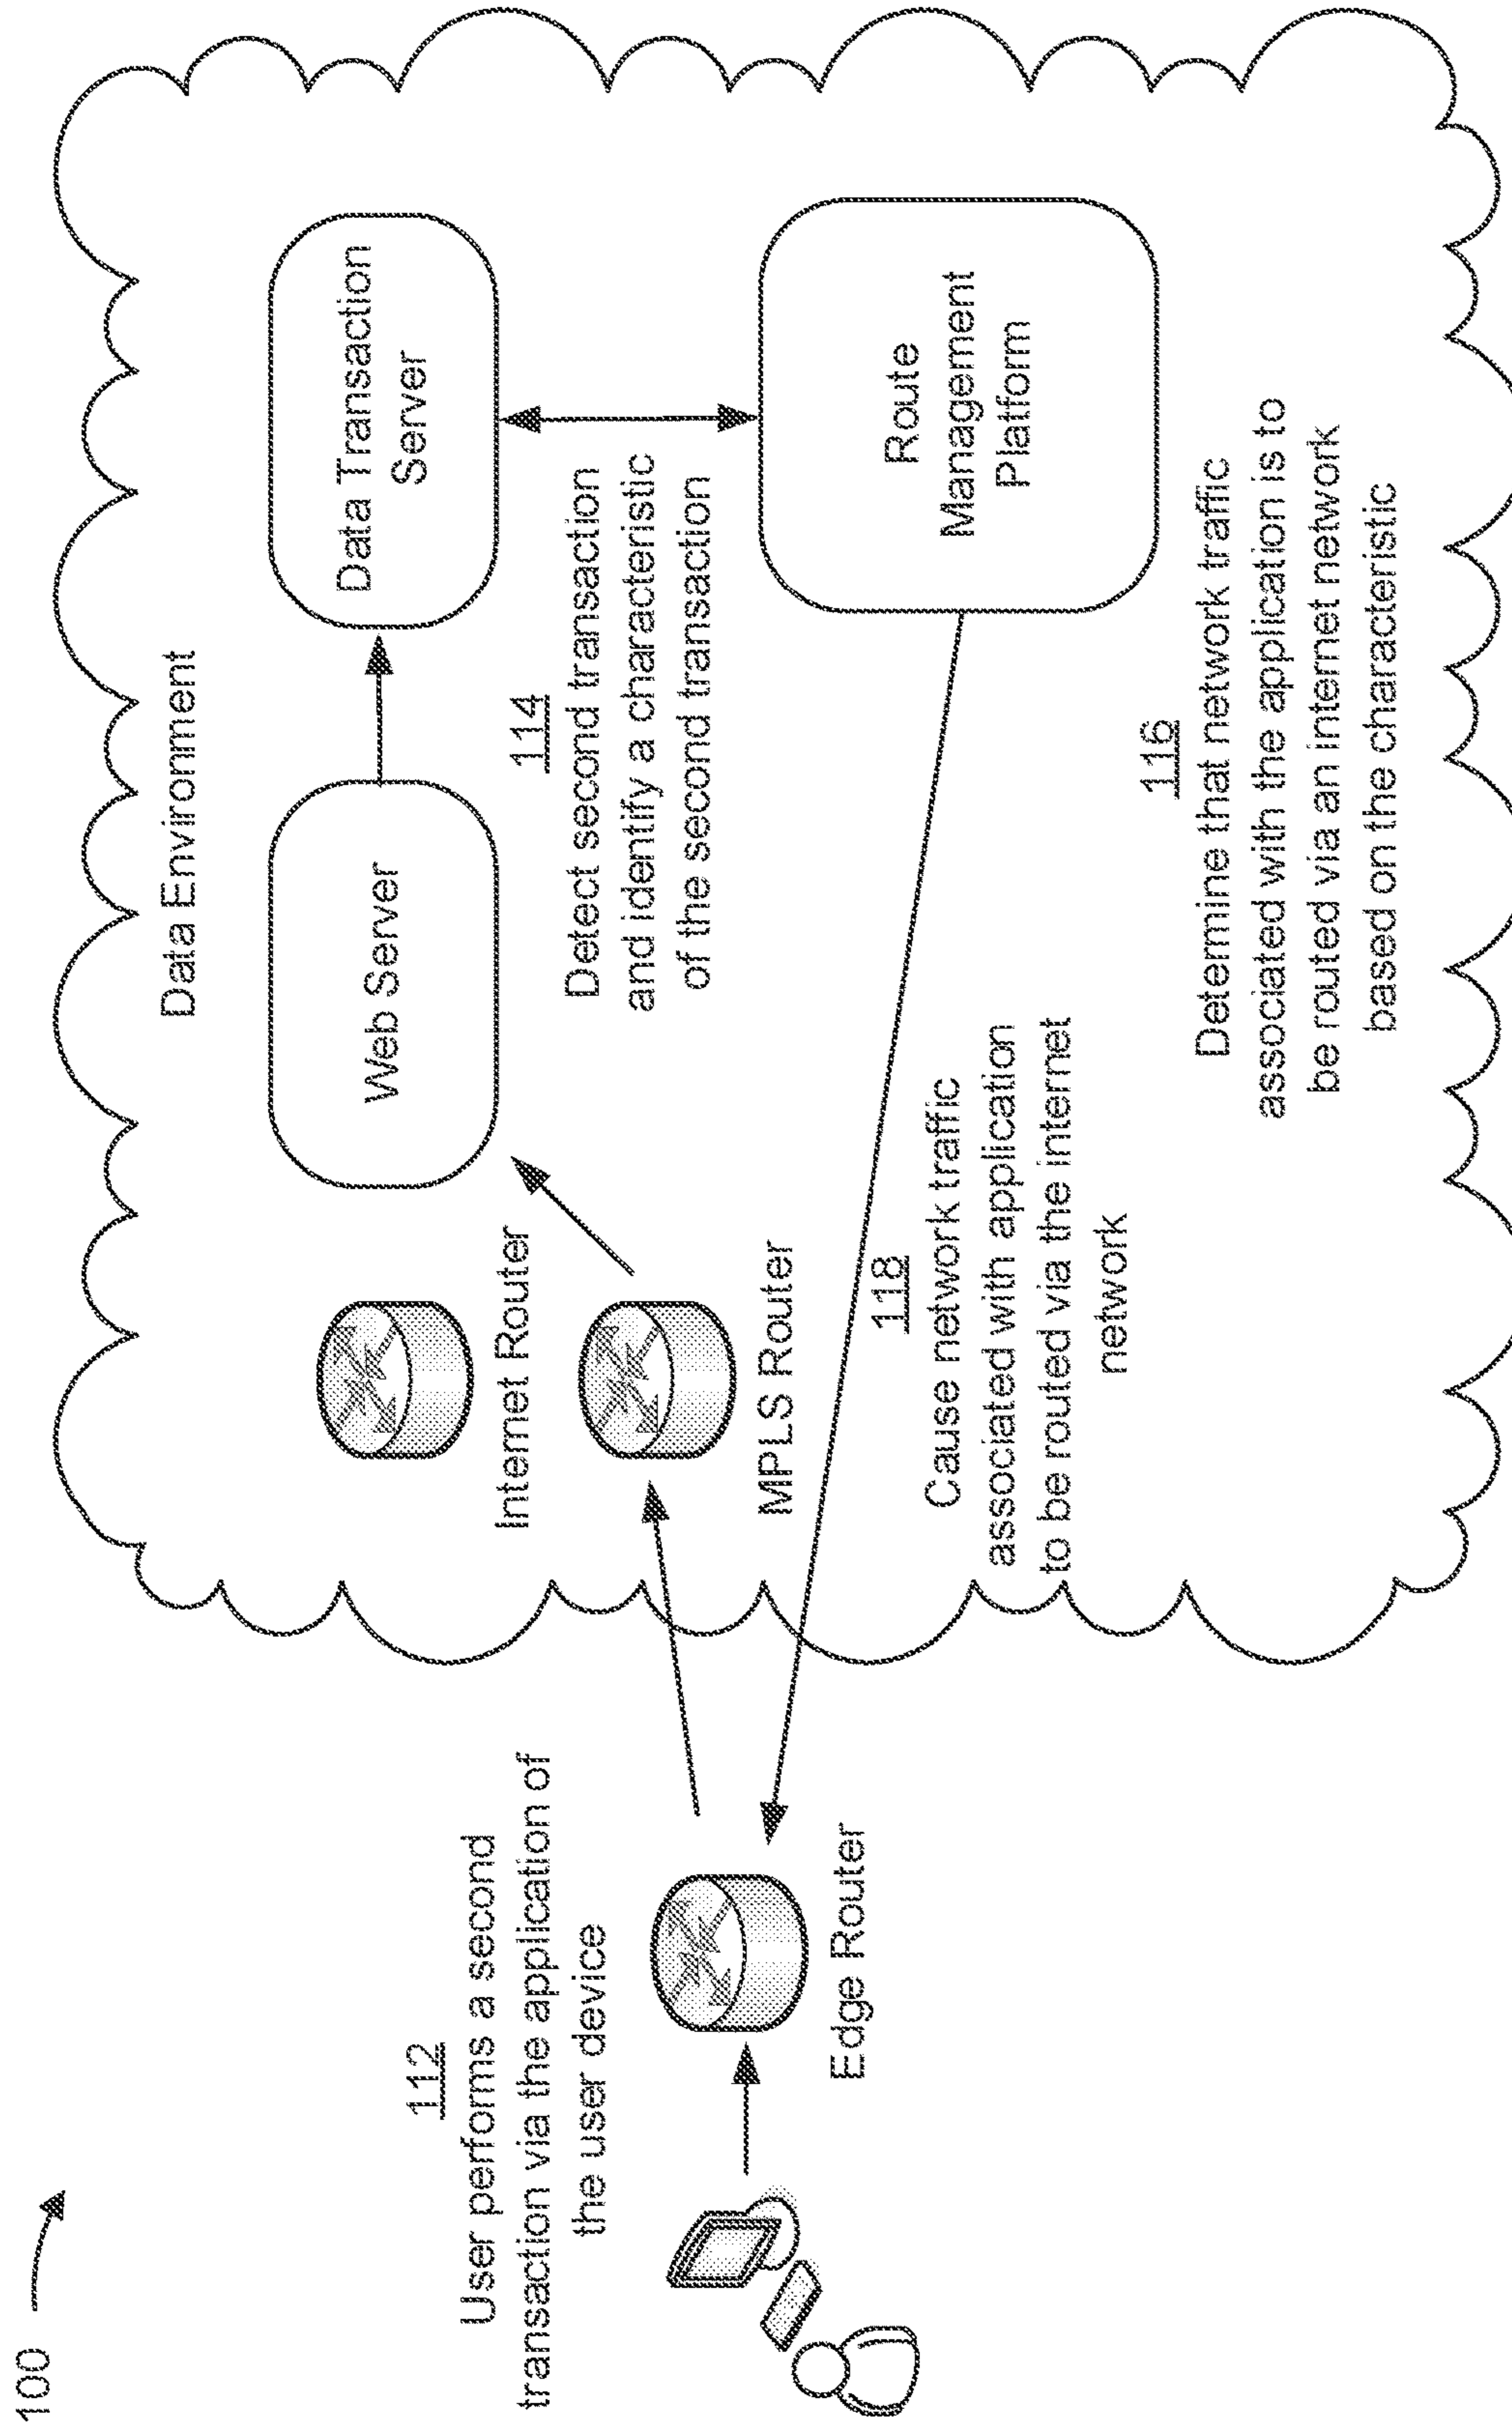 100
112
User performs a second
transaction via the application of
the user device
Edge Router
Data Environment
Internet Router
MPLS Router
Web Server
Data Transaction
Server
114
Detect second transaction
and identify a characteristic
of the second transaction
Route
Management
Platform
116
Determine that network traffic
associated with the application is to
be routed via an internet network
based on the characteristic
118
Cause network traffic
associated with application
to be routed via the internet
network